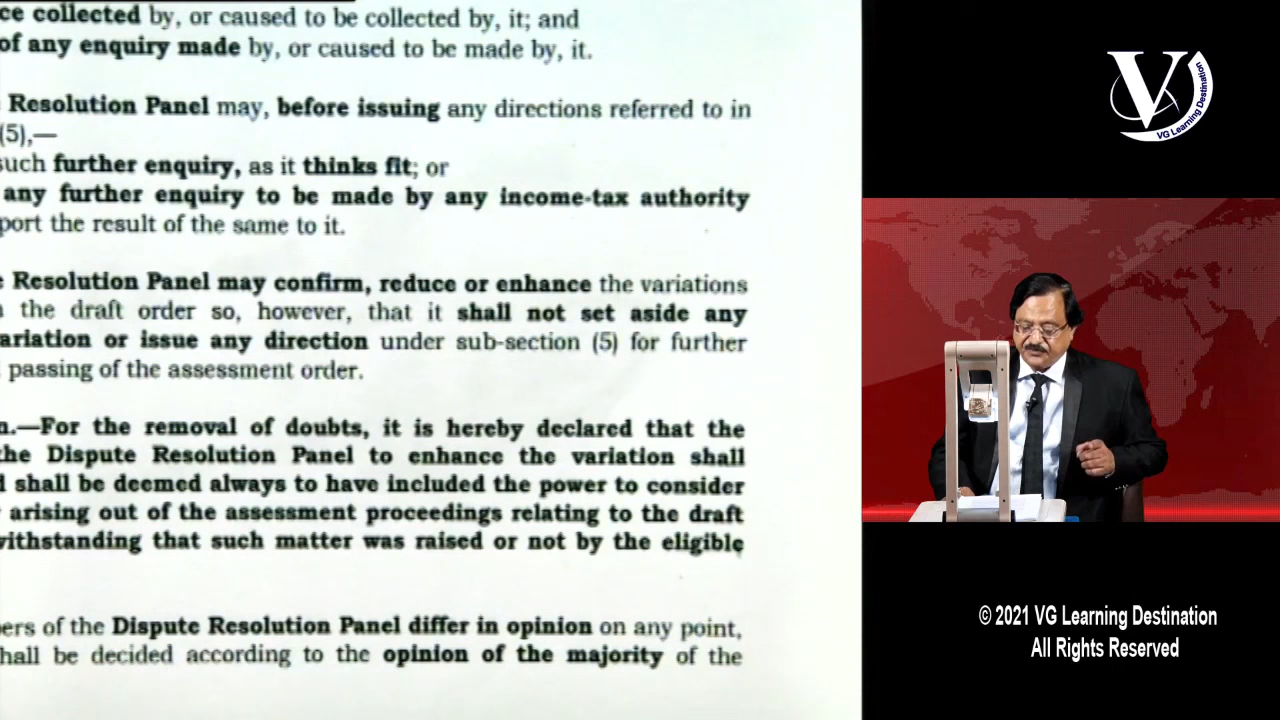 ce collected by, or caused to be collected by, it; and
of any enquiry made by, or caused to be made by, it.
Resolution Panel may, before issuing any directions referred to in
(5),—
such further enquiry, as it thinks fit; or
any further enquiry to be made by any income-tax authority
port the result of the same to it.
Resolution Panel may confirm, reduce or enhance the variations
the draft order so, however, that it shall not set aside any
ariation or issue any direction under sub-section (5) for further
passing of the assessment order.
n.—For the removal of doubts, it is hereby declared that the
the Dispute Resolution Panel to enhance the variation shall
shall be deemed always to have included the power to consider
arising out of the assessment proceedings relating to the draft
withstanding that such matter was raised or not by the eligible
ers of the Dispute Resolution Panel differ in opinion on any point,
hall be decided according to the opinion of the majority of the
V
VG Learning Destination
© 2021 VG Learning Destination
All Rights Reserved